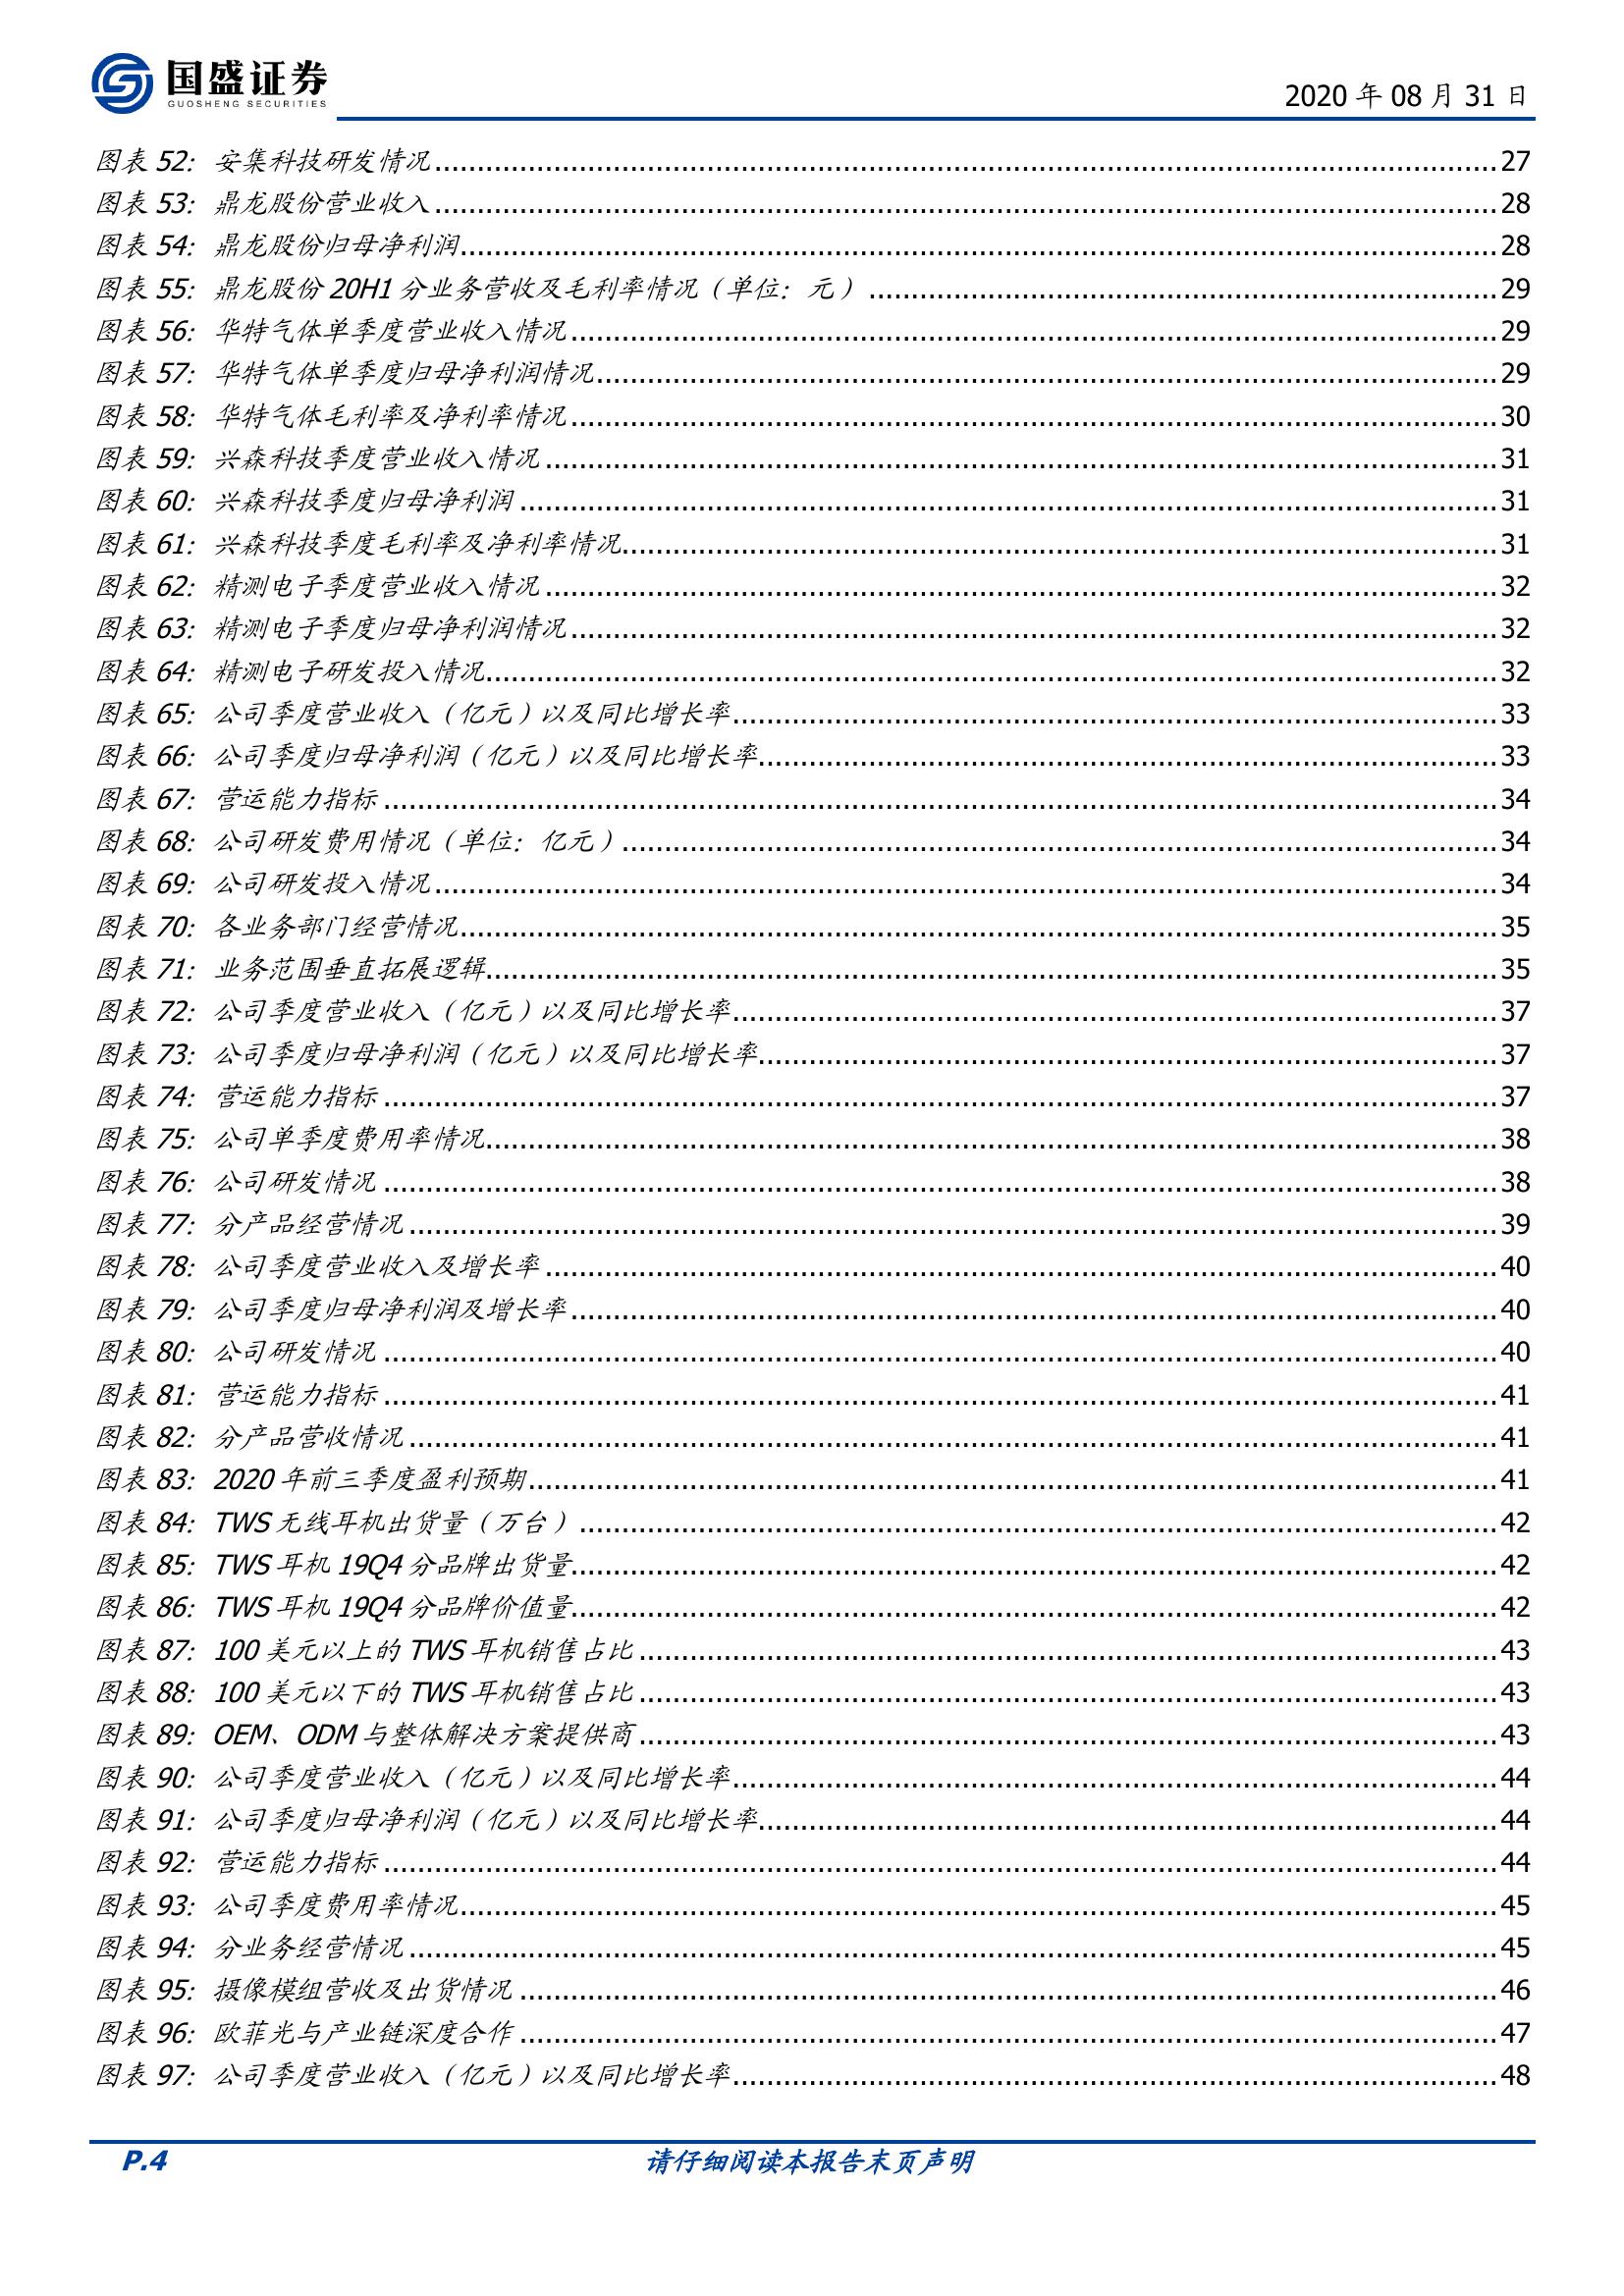 国盛证券
GUOSHENG SECURITIES
2020 年 08 月 31 日
图表 52: 安集科技研发情况 27
图表 53: 鼎龙股份营业收入 28
图表 54: 鼎龙股份归母净利润 28
图表 55: 鼎龙股份 20H1 分业务营收及毛利率情况（单位：元） 29
图表 56: 华特气体单季度营业收入情况 29
图表 57: 华特气体单季度归母净利润情况 29
图表 58: 华特气体毛利率及净利率情况 30
图表 59: 兴森科技季度营业收入情况 31
图表 60: 兴森科技季度归母净利润 31
图表 61: 兴森科技季度毛利率及净利率情况 31
图表 62: 精测电子季度营业收入情况 32
图表 63: 精测电子季度归母净利润情况 32
图表 64: 精测电子研发投入情况 32
图表 65: 公司季度营业收入（亿元）以及同比增长率 33
图表 66: 公司季度归母净利润（亿元）以及同比增长率 33
图表 67: 营运能力指标 34
图表 68: 公司研发费用情况（单位：亿元） 34
图表 69: 公司研发投入情况 34
图表 70: 各业务部门经营情况 35
图表 71: 业务范围垂直拓展逻辑 35
图表 72: 公司季度营业收入（亿元）以及同比增长率 37
图表 73: 公司季度归母净利润（亿元）以及同比增长率 37
图表 74: 营运能力指标 37
图表 75: 公司单季度费用率情况 38
图表 76: 公司研发情况 38
图表 77: 分产品经营情况 39
图表 78: 公司季度营业收入及增长率 40
图表 79: 公司季度归母净利润及增长率 40
图表 80: 公司研发情况 40
图表 81: 营运能力指标 41
图表 82: 分产品营收情况 41
图表 83: 2020 年前三季度盈利预期 41
图表 84: TWS 无线耳机出货量（万台） 42
图表 85: TWS 耳机 19Q4 分品牌出货量 42
图表 86: TWS 耳机 19Q4 分品牌价值量 42
图表 87: 100 美元以上的 TWS 耳机销售占比 43
图表 88: 100 美元以下的 TWS 耳机销售占比 43
图表 89: OEM、ODM 与整体解决方案提供商 43
图表 90: 公司季度营业收入（亿元）以及同比增长率 44
图表 91: 公司季度归母净利润（亿元）以及同比增长率 44
图表 92: 营运能力指标 44
图表 93: 公司季度费用率情况 45
图表 94: 分业务经营情况 45
图表 95: 摄像模组营收及出货情况 46
图表 96: 欧菲光与产业链深度合作 47
图表 97: 公司季度营业收入（亿元）以及同比增长率 48
P.4 请仔细阅读本报告末页声明